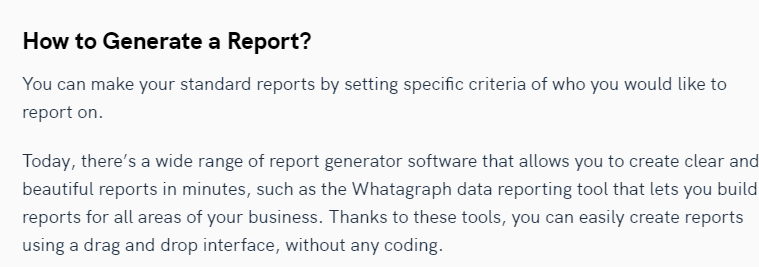 How to Generate a Report?
You can make your standard reports by setting specific criteria of who you would like to
report on.
Today, there's a wide range of report generator software that allows you to create clear and
beautiful reports in minutes, such as the Whatagraph data reporting tool that lets you build
reports for all areas of your business. Thanks to these tools, you can easily create reports
using a drag and drop interface, without any coding.